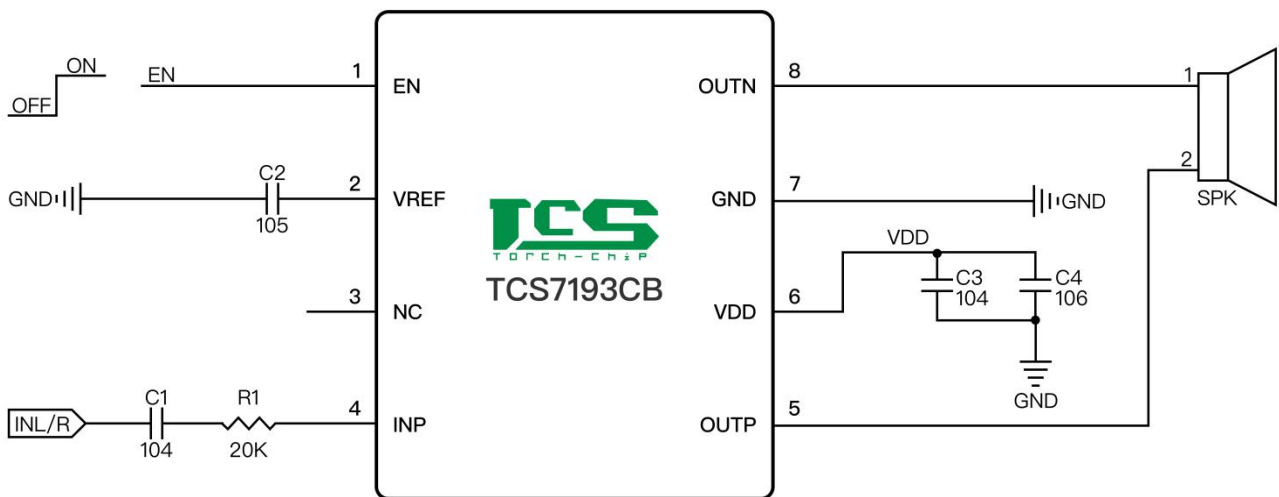 ON
OFF
EN
1
EN
OUTN
8
1
GND
C2
105
2
VREF
GND
7
GND
2
SPK
TCS
TORCH-CHIP
TCS7193CB
3
NC
VDD
6
VDD
C3
104
C4
106
GND
INL/R
C1
104
R1
20K
4
INP
OUTP
5